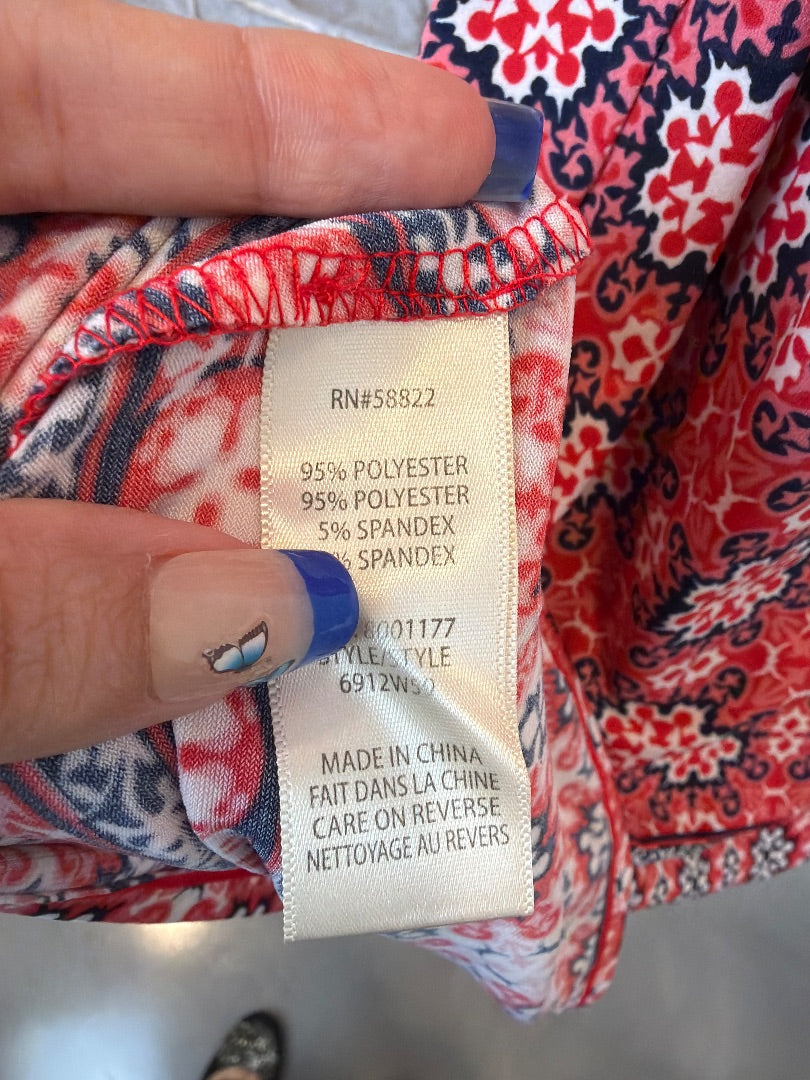 RN#58822
95% POLYESTER
95% POLYESTER
5% SPANDEX
SPANDEX
STYLE/STYLE
MADE IN CHINA
FAIT DANS LA CHINE
CARE ON REVERSE
NETTOYAGE AU REVERS